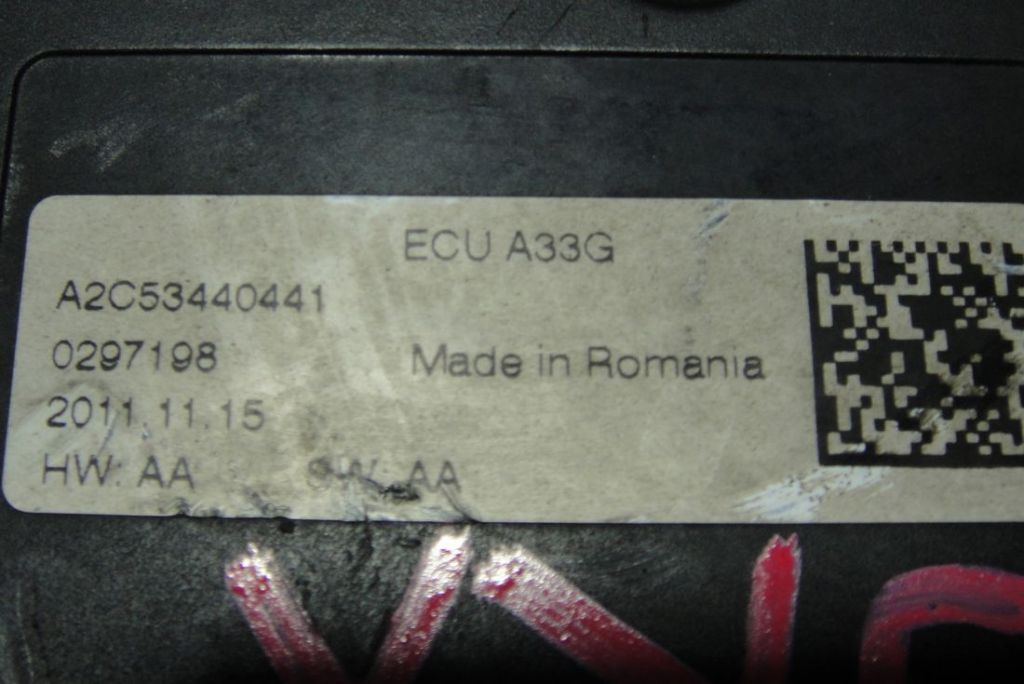 ECU A33G
A2C53440441
0297198
Made in Romania
2011.11.15
HW: AA SW: AA